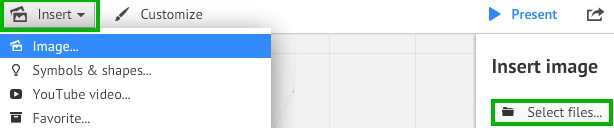 Insert
Customize
Present
Image...
Symbols & shapes...
YouTube video...
Favorite...
Insert image
Select files...